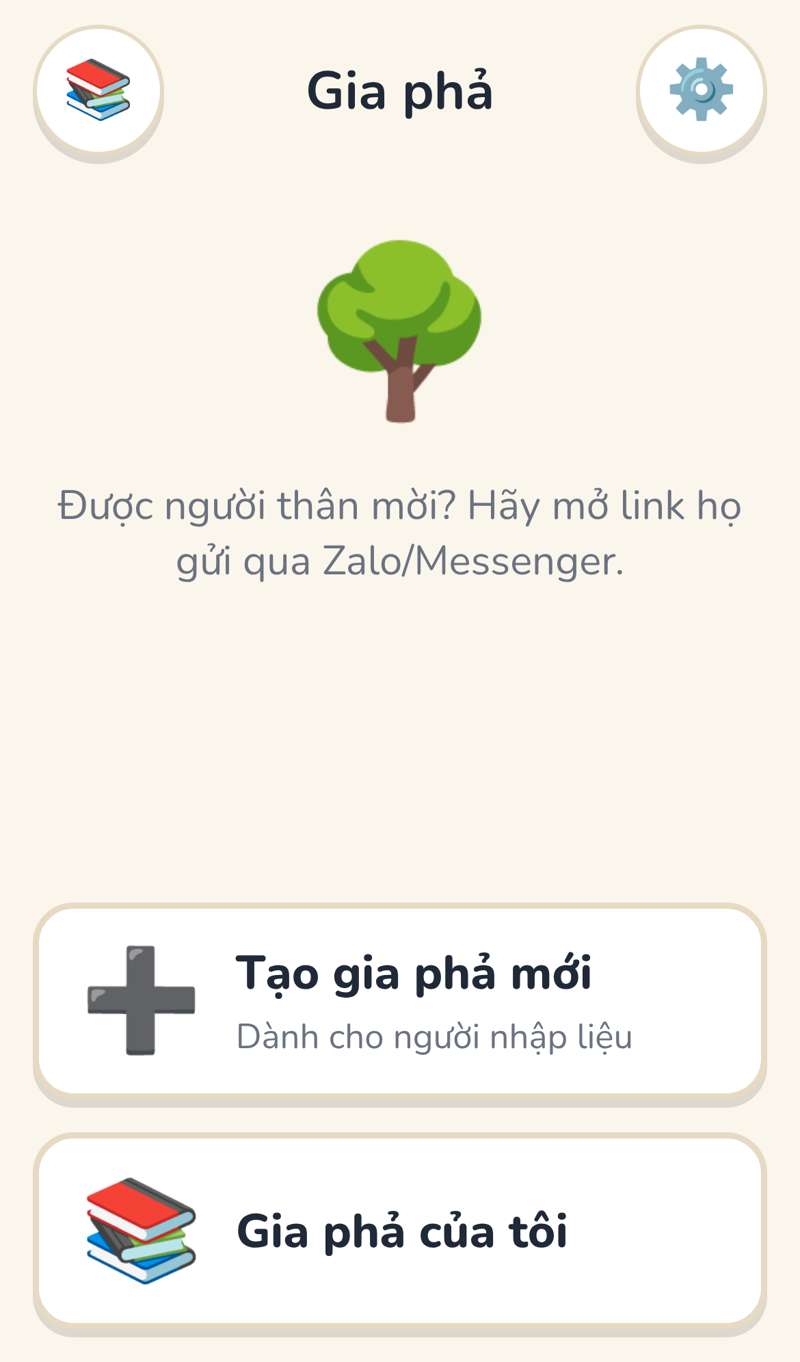 Gia phả
Được người thân mời? Hãy mở link họ
gửi qua Zalo/Messenger.
Tạo gia phả mới
Dành cho người nhập liệu
Gia phả của tôi